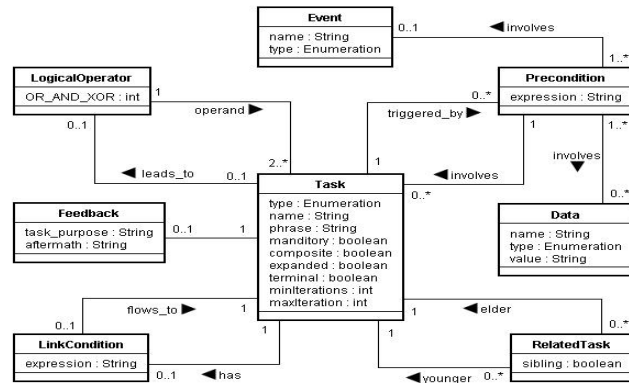 Event
name : String
type : Enumeration
0..1
◄ involves
1..*
LogicalOperator
OR_AND_XOR : int
1
operand ►
0..1
◄ leads_to
0..1
2..*
Precondition
expression : String
0..*
triggered_by ►
1
1
◄ involves
0..*
1..*
involves
▼
0..*
Task
type : Enumeration
name : String
phrase : String
manditory : boolean
composite : boolean
expanded : boolean
terminal : boolean
minIterations : int
maxIteration : int
Feedback
task_purpose : String
aftermath : String
0..1
1
Data
name : String
type : Enumeration
value : String
flows_to ►
0..1
1
LinkCondition
expression : String
0..1
◄ has
1
1
◄ elder
0..*
RelatedTask
sibling : boolean
1
◄ younger
0..*